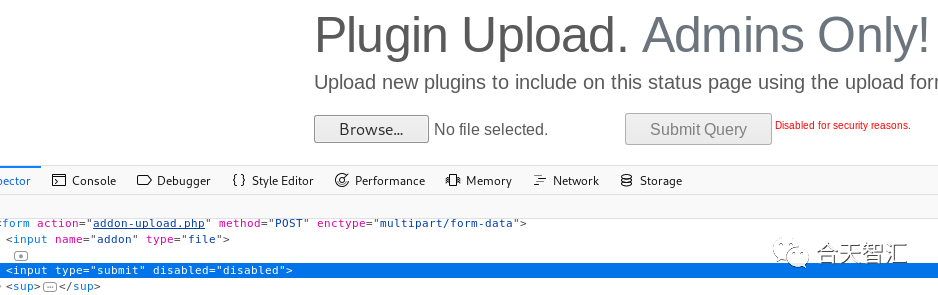 Plugin Upload. Admins Only!
Upload new plugins to include on this status page using the upload for
Browse... No file selected. Submit Query Disabled for security reasons.
pector Console Debugger {} Style Editor Performance Memory Network Storage
<form action="addon-upload.php" method="POST" enctype="multipart/form-data">
<input name="addon" type="file">
<input type="submit" disabled="disabled">
<sup>…</sup>
合天智汇